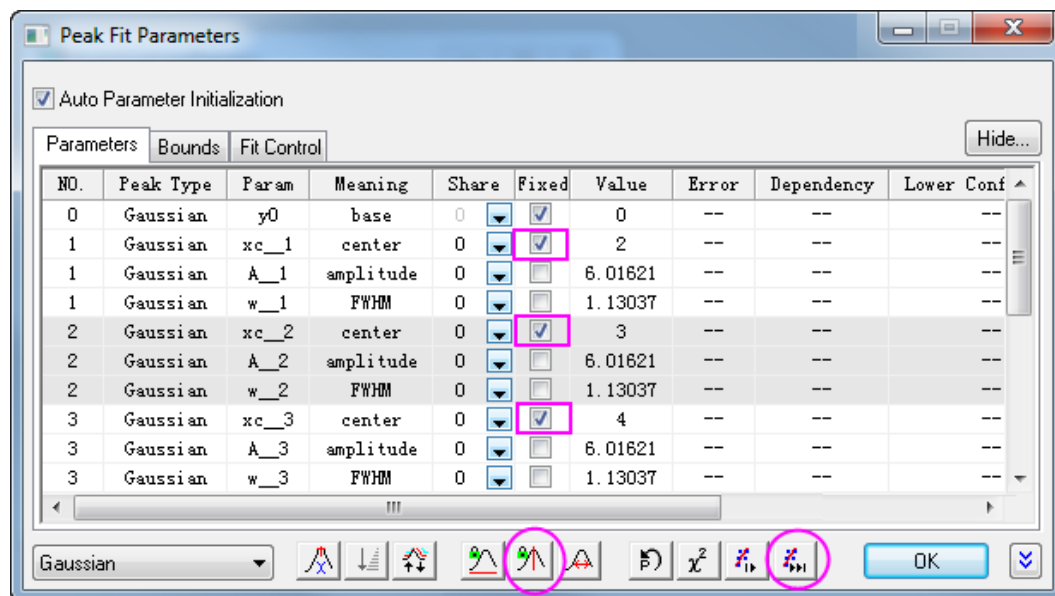 Peak Fit Parameters
Auto Parameter Initialization
Parameters Bounds Fit Control Hide...
NO. Peak Type Param Meaning Share Fixed Value Error Dependency Lower Conf
0 Gaussian y0 base 0 0 -- -- --
1 Gaussian xc__1 center 0 2 -- -- --
1 Gaussian A__1 amplitude 0 6.01621 -- -- --
1 Gaussian w__1 FWHM 0 1.13037 -- -- --
2 Gaussian xc__2 center 0 3 -- -- --
2 Gaussian A__2 amplitude 0 6.01621 -- -- --
2 Gaussian w__2 FWHM 0 1.13037 -- -- --
3 Gaussian xc__3 center 0 4 -- -- --
3 Gaussian A__3 amplitude 0 6.01621 -- -- --
3 Gaussian w__3 FWHM 0 1.13037 -- -- --
Gaussian χ² OK